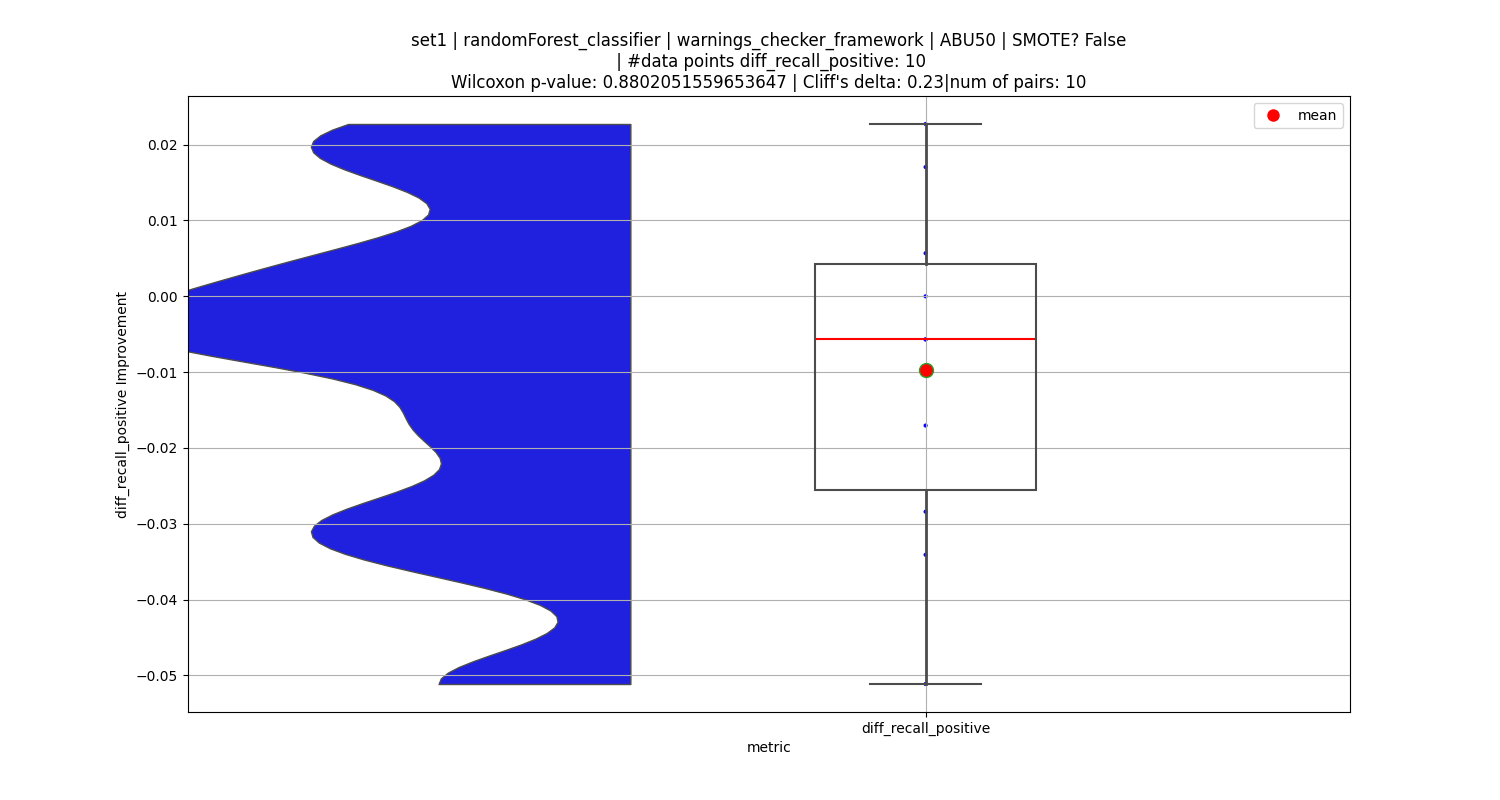 set1 | randomForest_classifier | warnings_checker_framework | ABU50 | SMOTE? False
| #data points diff_recall_positive: 10
Wilcoxon p-value: 0.8802051559653647 | Cliff's delta: 0.23|num of pairs: 10
mean
0.02
0.01
0.00
−0.01
−0.02
−0.03
−0.04
−0.05
diff_recall_positive Improvement
diff_recall_positive
metric